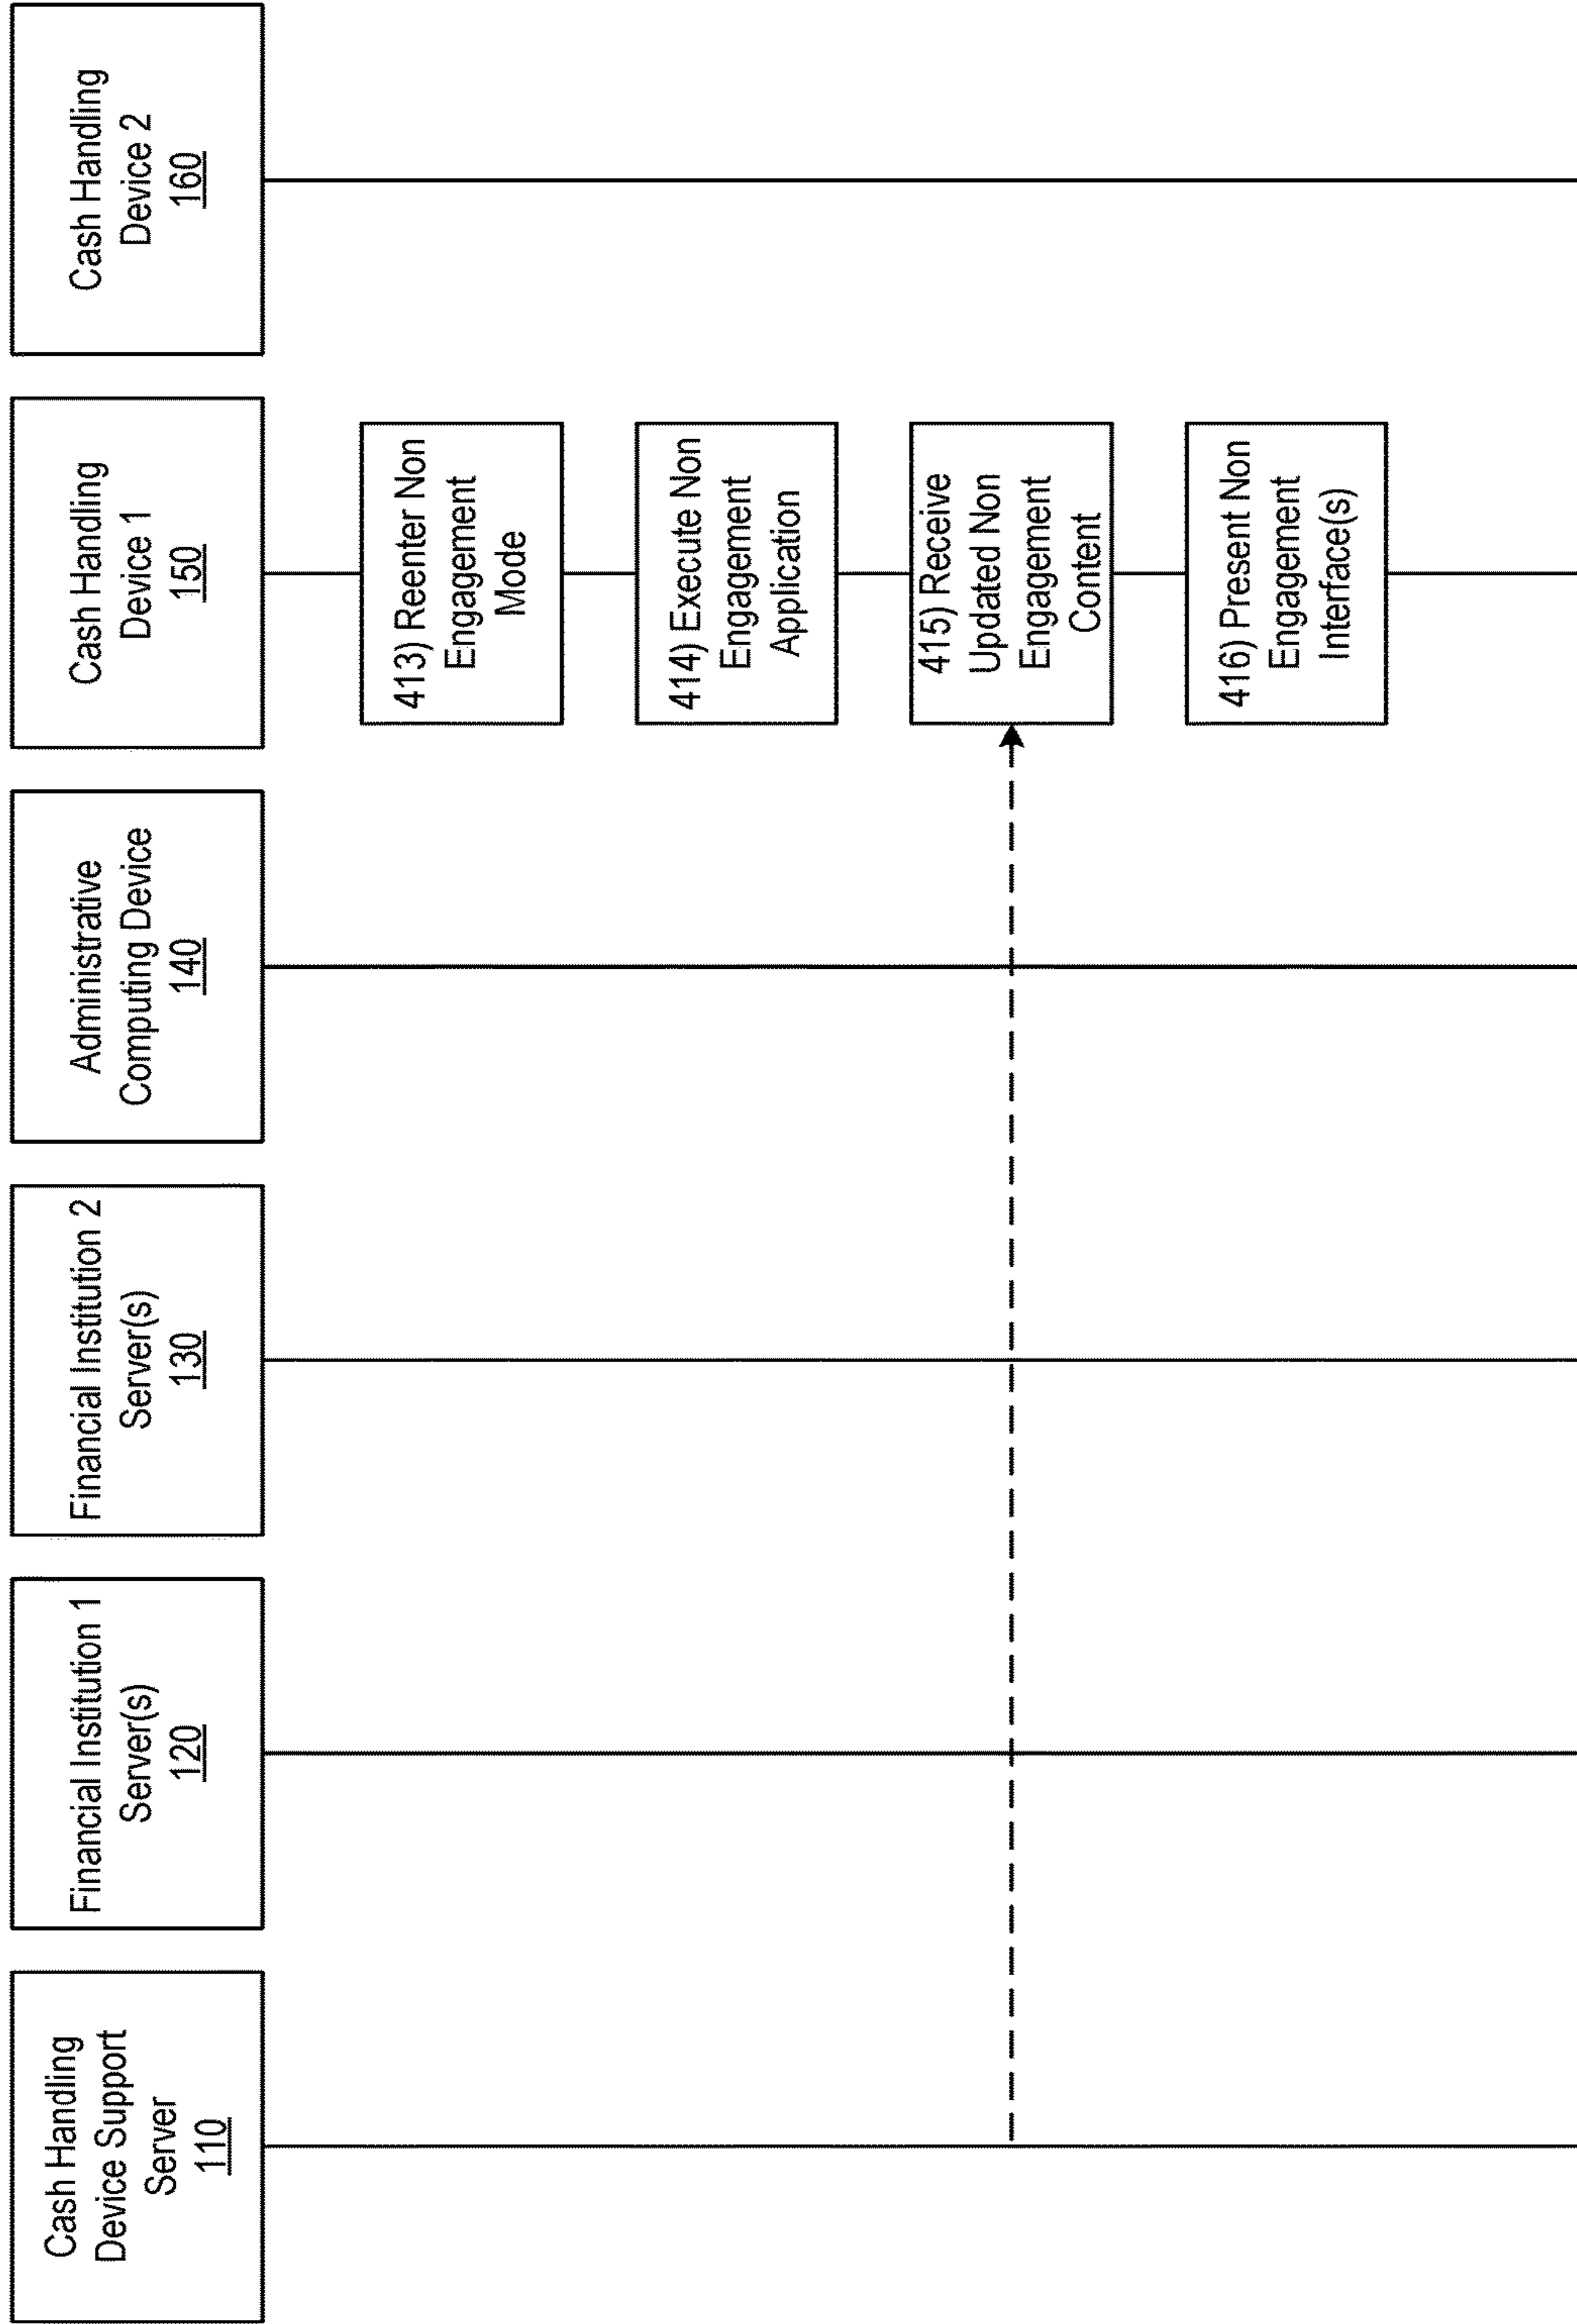 Cash Handling
Device Support
Server
110
Financial Institution 1
Server(s)
120
Financial Institution 2
Server(s)
130
Administrative
Computing Device
140
Cash Handling
Device 1
150
Cash Handling
Device 2
160
413) Reenter Non
Engagement
Mode
414) Execute Non
Engagement
Application
415) Receive
Updated Non
Engagement
Content
416) Present Non
Engagement
Interface(s)